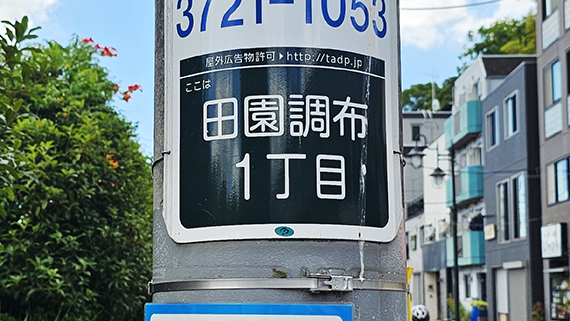 3721-1053
屋外広告物許可▶http://tadp.jp
ここは
田園調布
1丁目